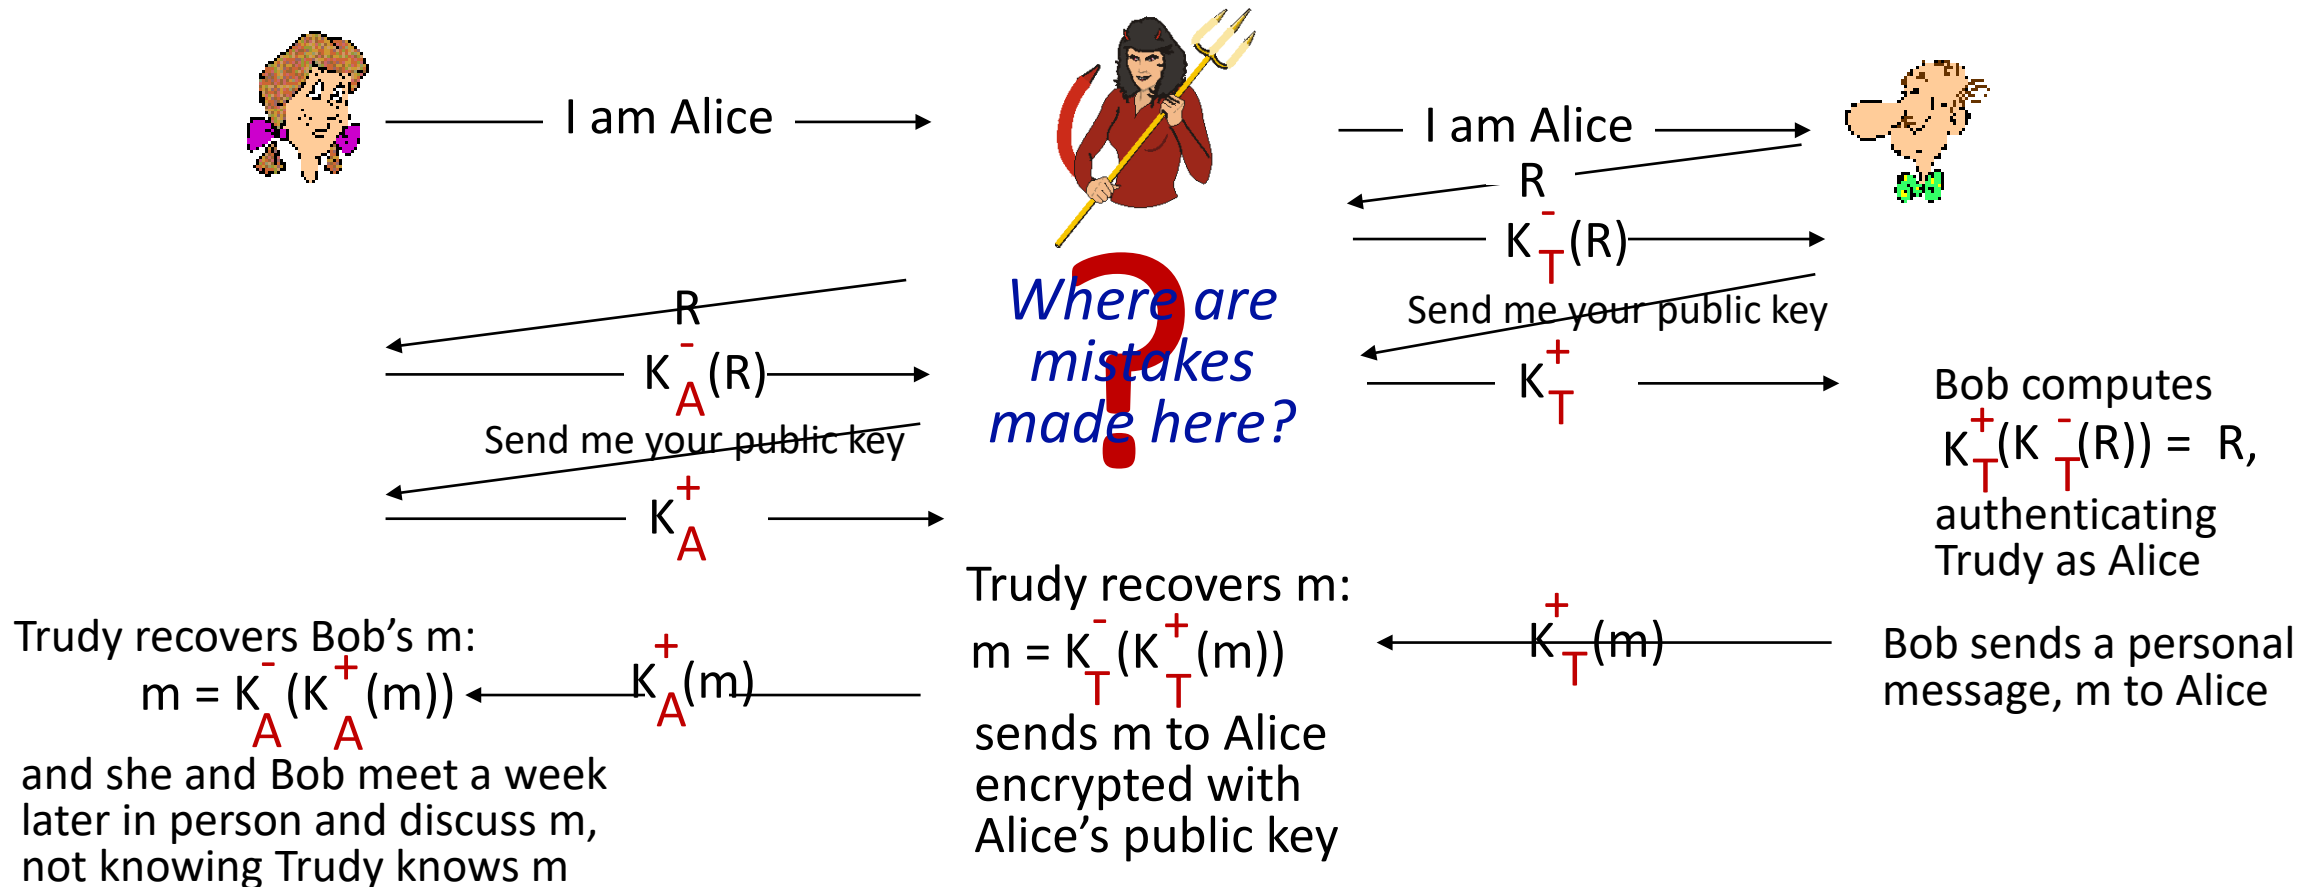 I am Alice
I am Alice
R
K-T(R)
Send me your public key
K+T
R
K-A(R)
Send me your public key
K+A
Where are
mistakes
made here?
?
Bob computes
K+T(K-T(R)) = R,
authenticating
Trudy as Alice
K+T(m)
Bob sends a personal
message, m to Alice
Trudy recovers m:
m = K-T(K+T(m))
sends m to Alice
encrypted with
Alice’s public key
K+A(m)
Trudy recovers Bob’s m:
m = K-A(K+A(m))
and she and Bob meet a week
later in person and discuss m,
not knowing Trudy knows m